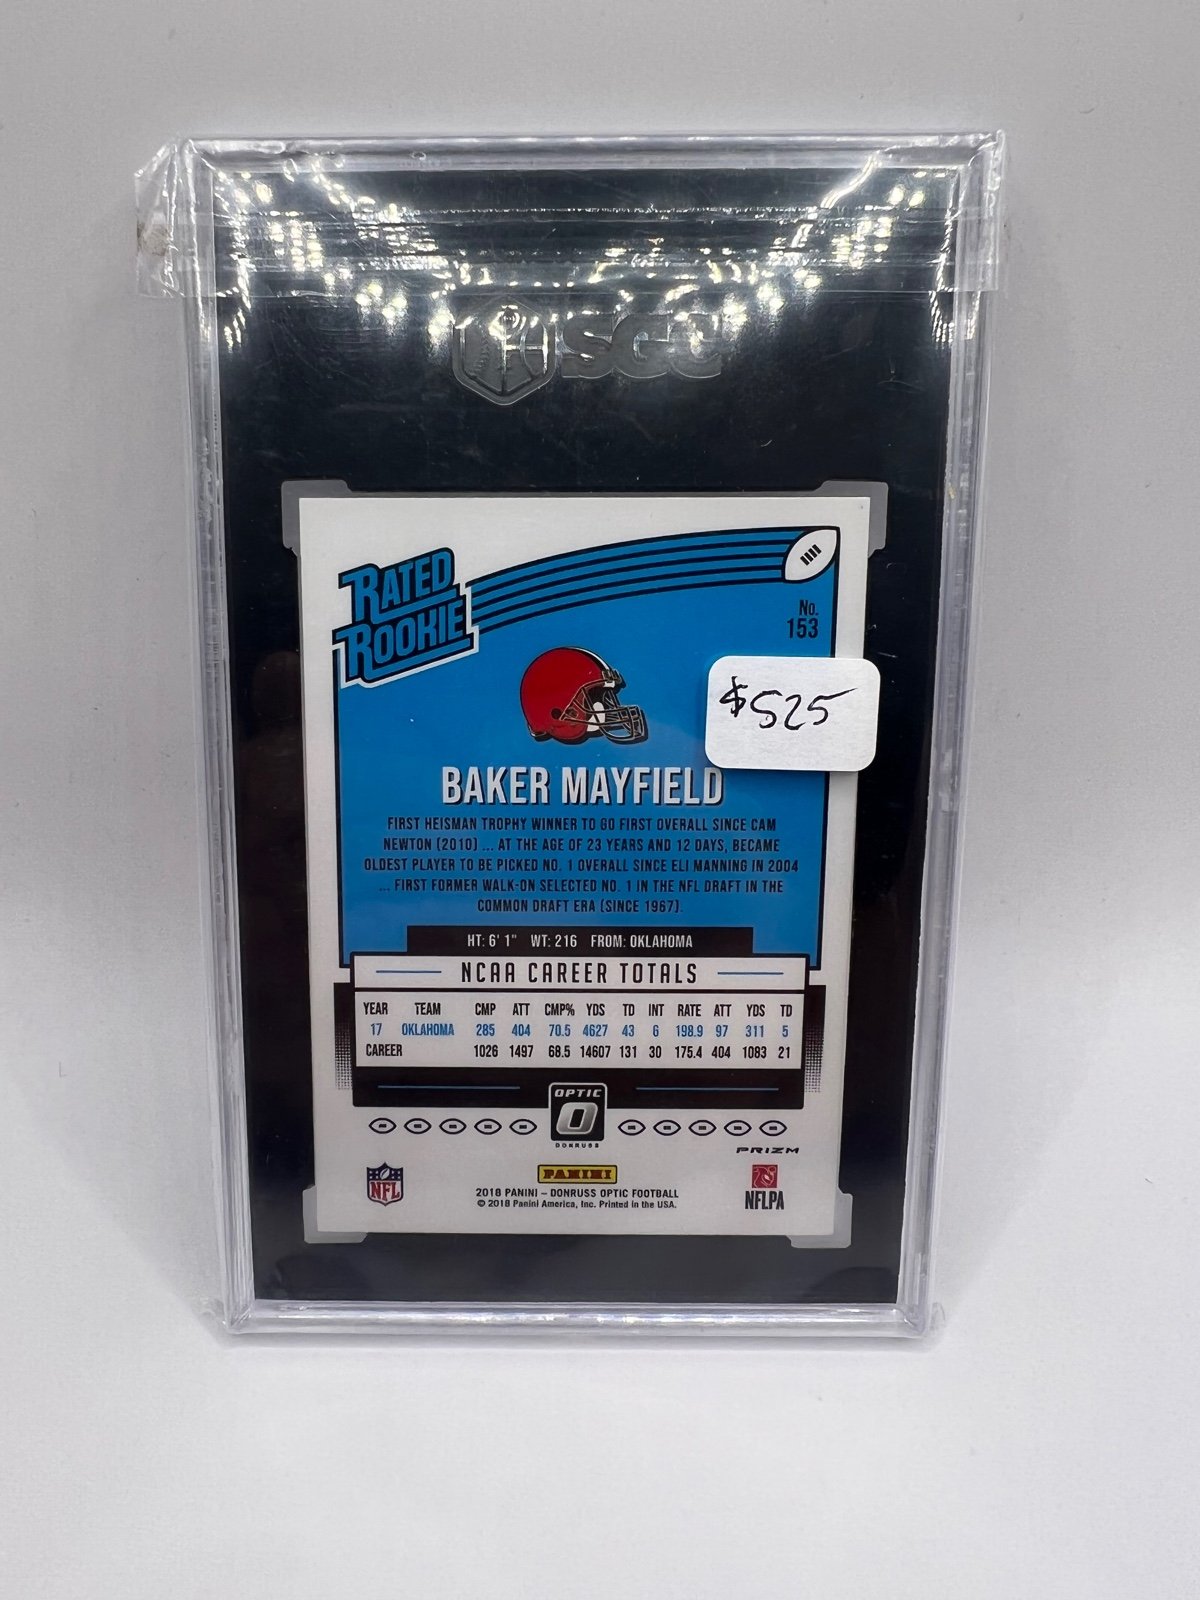 SGC
RATED
ROOKIE
No.
153
$525
BAKER MAYFIELD
FIRST HEISMAN TROPHY WINNER TO GO FIRST OVERALL SINCE CAM
NEWTON (2010) ... AT THE AGE OF 23 YEARS AND 12 DAYS, BECAME
OLDEST PLAYER TO BE PICKED NO. 1 OVERALL SINCE ELI MANNING IN 2004
... FIRST FORMER WALK-ON SELECTED NO. 1 IN THE NFL DRAFT IN THE
COMMON DRAFT ERA (SINCE 1967).
HT: 6' 1" WT: 216 FROM: OKLAHOMA
NCAA CAREER TOTALS
YEAR TEAM CMP ATT CMP% YDS TD INT RATE ATT YDS TD
17 OKLAHOMA 285 404 70.5 4627 43 6 198.9 97 311 5
CAREER 1026 1497 68.5 14607 131 30 175.4 404 1083 21
OPTIC
O
DONRUSS
PRIZM
NFL
PANINI
2018 PANINI – DONRUSS OPTIC FOOTBALL
© 2018 Panini America, Inc. Printed in the USA.
NFLPA